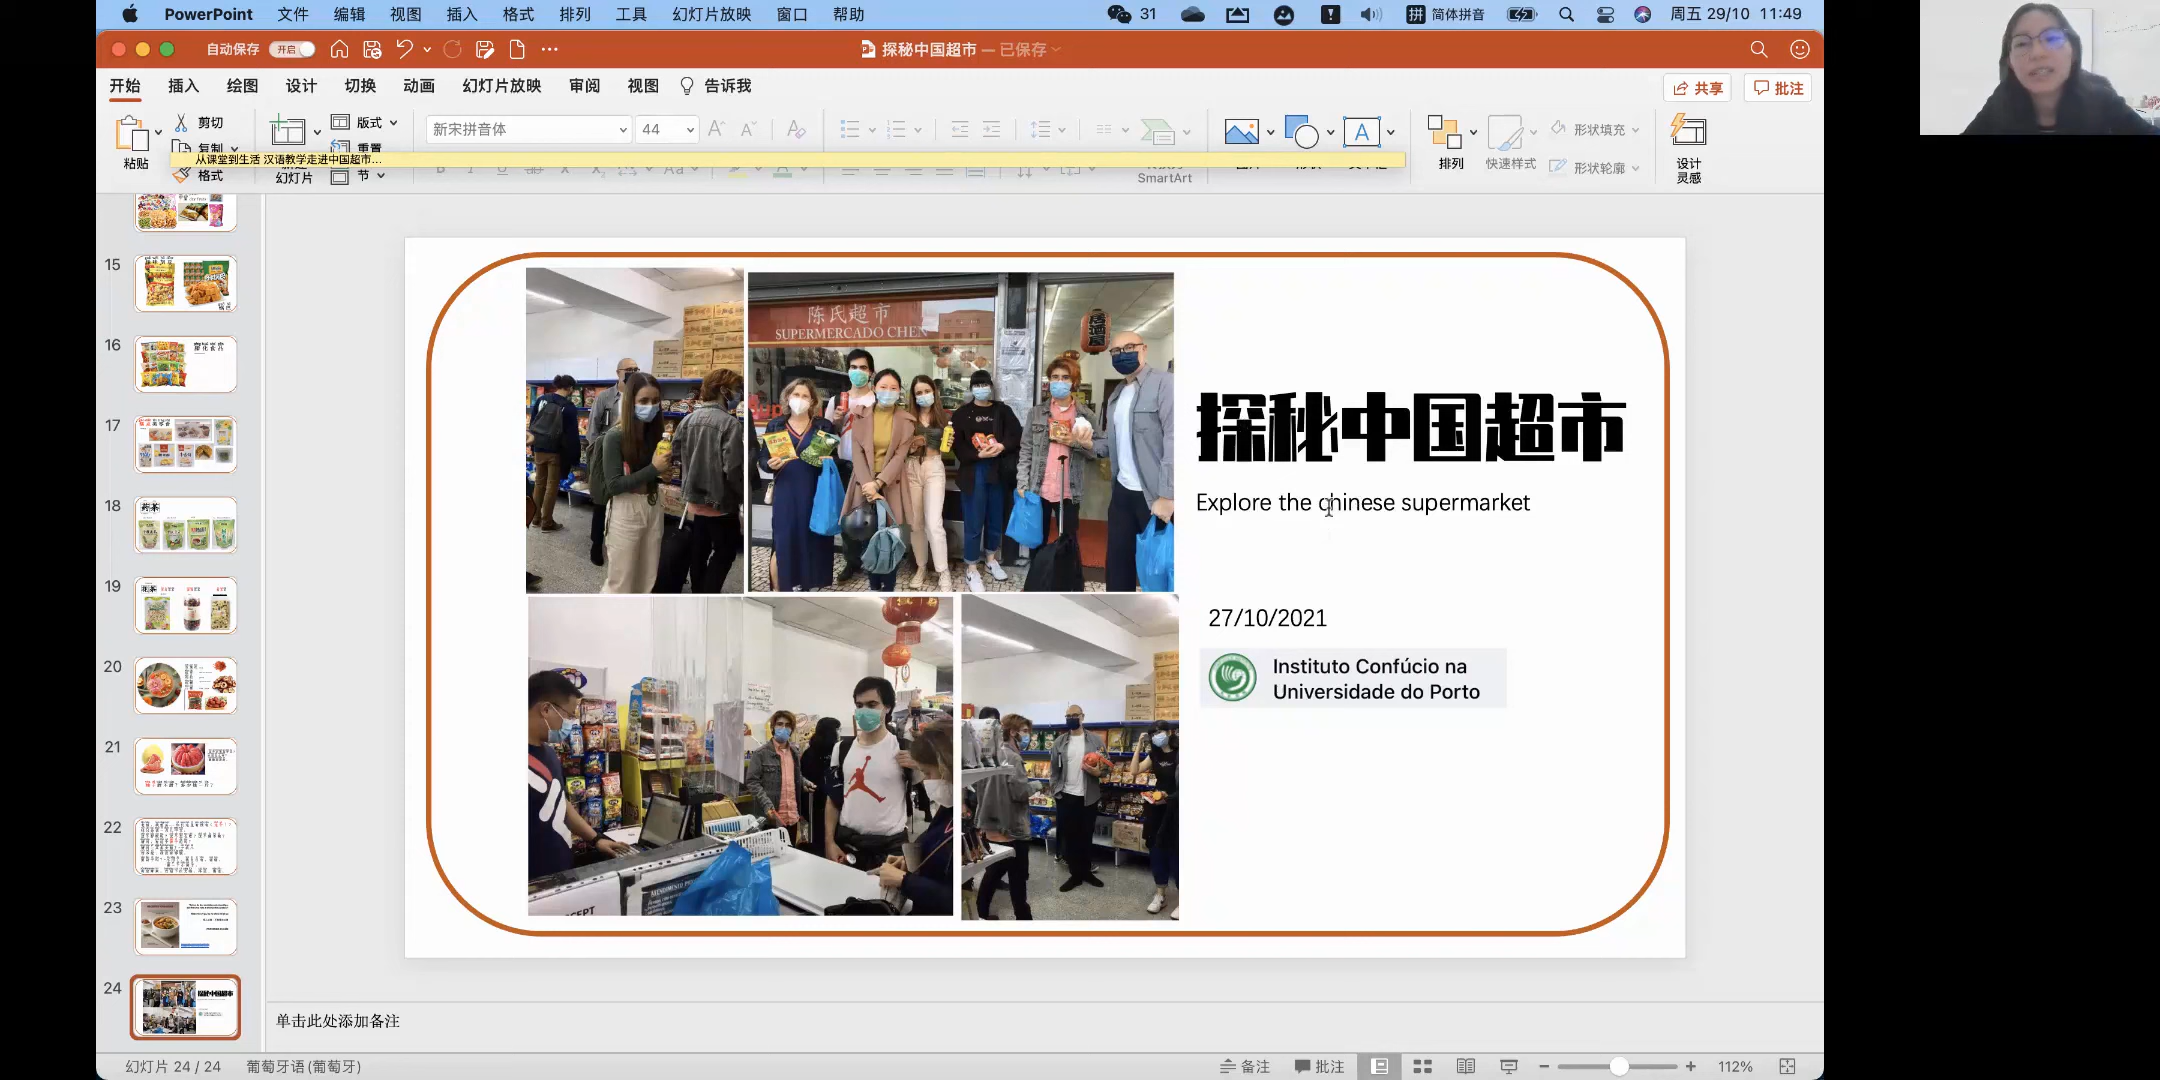 PowerPoint 文件 编辑 视图 插入 格式 排列 工具 幻灯片放映 窗口 帮助 31 拼 简体拼音 周五 29/10 11:49
自动保存 开启 探秘中国超市 — 已保存
开始 插入 绘图 设计 切换 动画 幻灯片放映 审阅 视图 告诉我 共享 批注
粘贴 剪切 复制 格式
幻灯片 版式 重置 节
新宋拼音体 44
从课堂到生活 汉语教学走进中国超市...
SmartArt
排列 快速样式 形状填充 形状轮廓
设计
灵感
15
16
17
18
19
20
21
22
23
24
陈氏超市
SUPERMERCADO CHEN
居酒屋
探秘中国超市
Explore the chinese supermarket
27/10/2021
Instituto Confúcio na
Universidade do Porto
单击此处添加备注
幻灯片 24 / 24 葡萄牙语 (葡萄牙) 备注 批注 112%